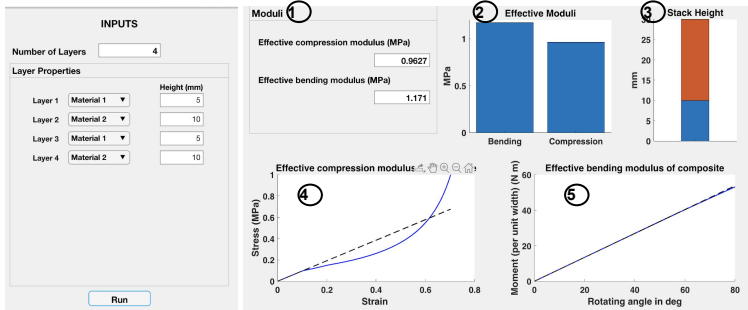 INPUTS
Number of Layers 4
Layer Properties
Height (mm)
Layer 1 Material 1 ▼ 5
Layer 2 Material 2 ▼ 10
Layer 3 Material 1 ▼ 5
Layer 4 Material 2 ▼ 10
Run
Moduli 1
Effective compression modulus (MPa)
0.9627
Effective bending modulus (MPa)
1.171
2 Effective Moduli
1
0.5
0
MPa
Bending Compression
3 Stack Height
30
25
20
15
10
5
0
mm
Effective compression modulus
4
1
0.8
0.6
0.4
0.2
0
Stress (MPa)
0 0.2 0.4 0.6 0.8
Strain
Effective bending modulus of composite
5
60
40
20
0
Moment (per unit width) (N m)
0 20 40 60 80
Rotating angle in deg